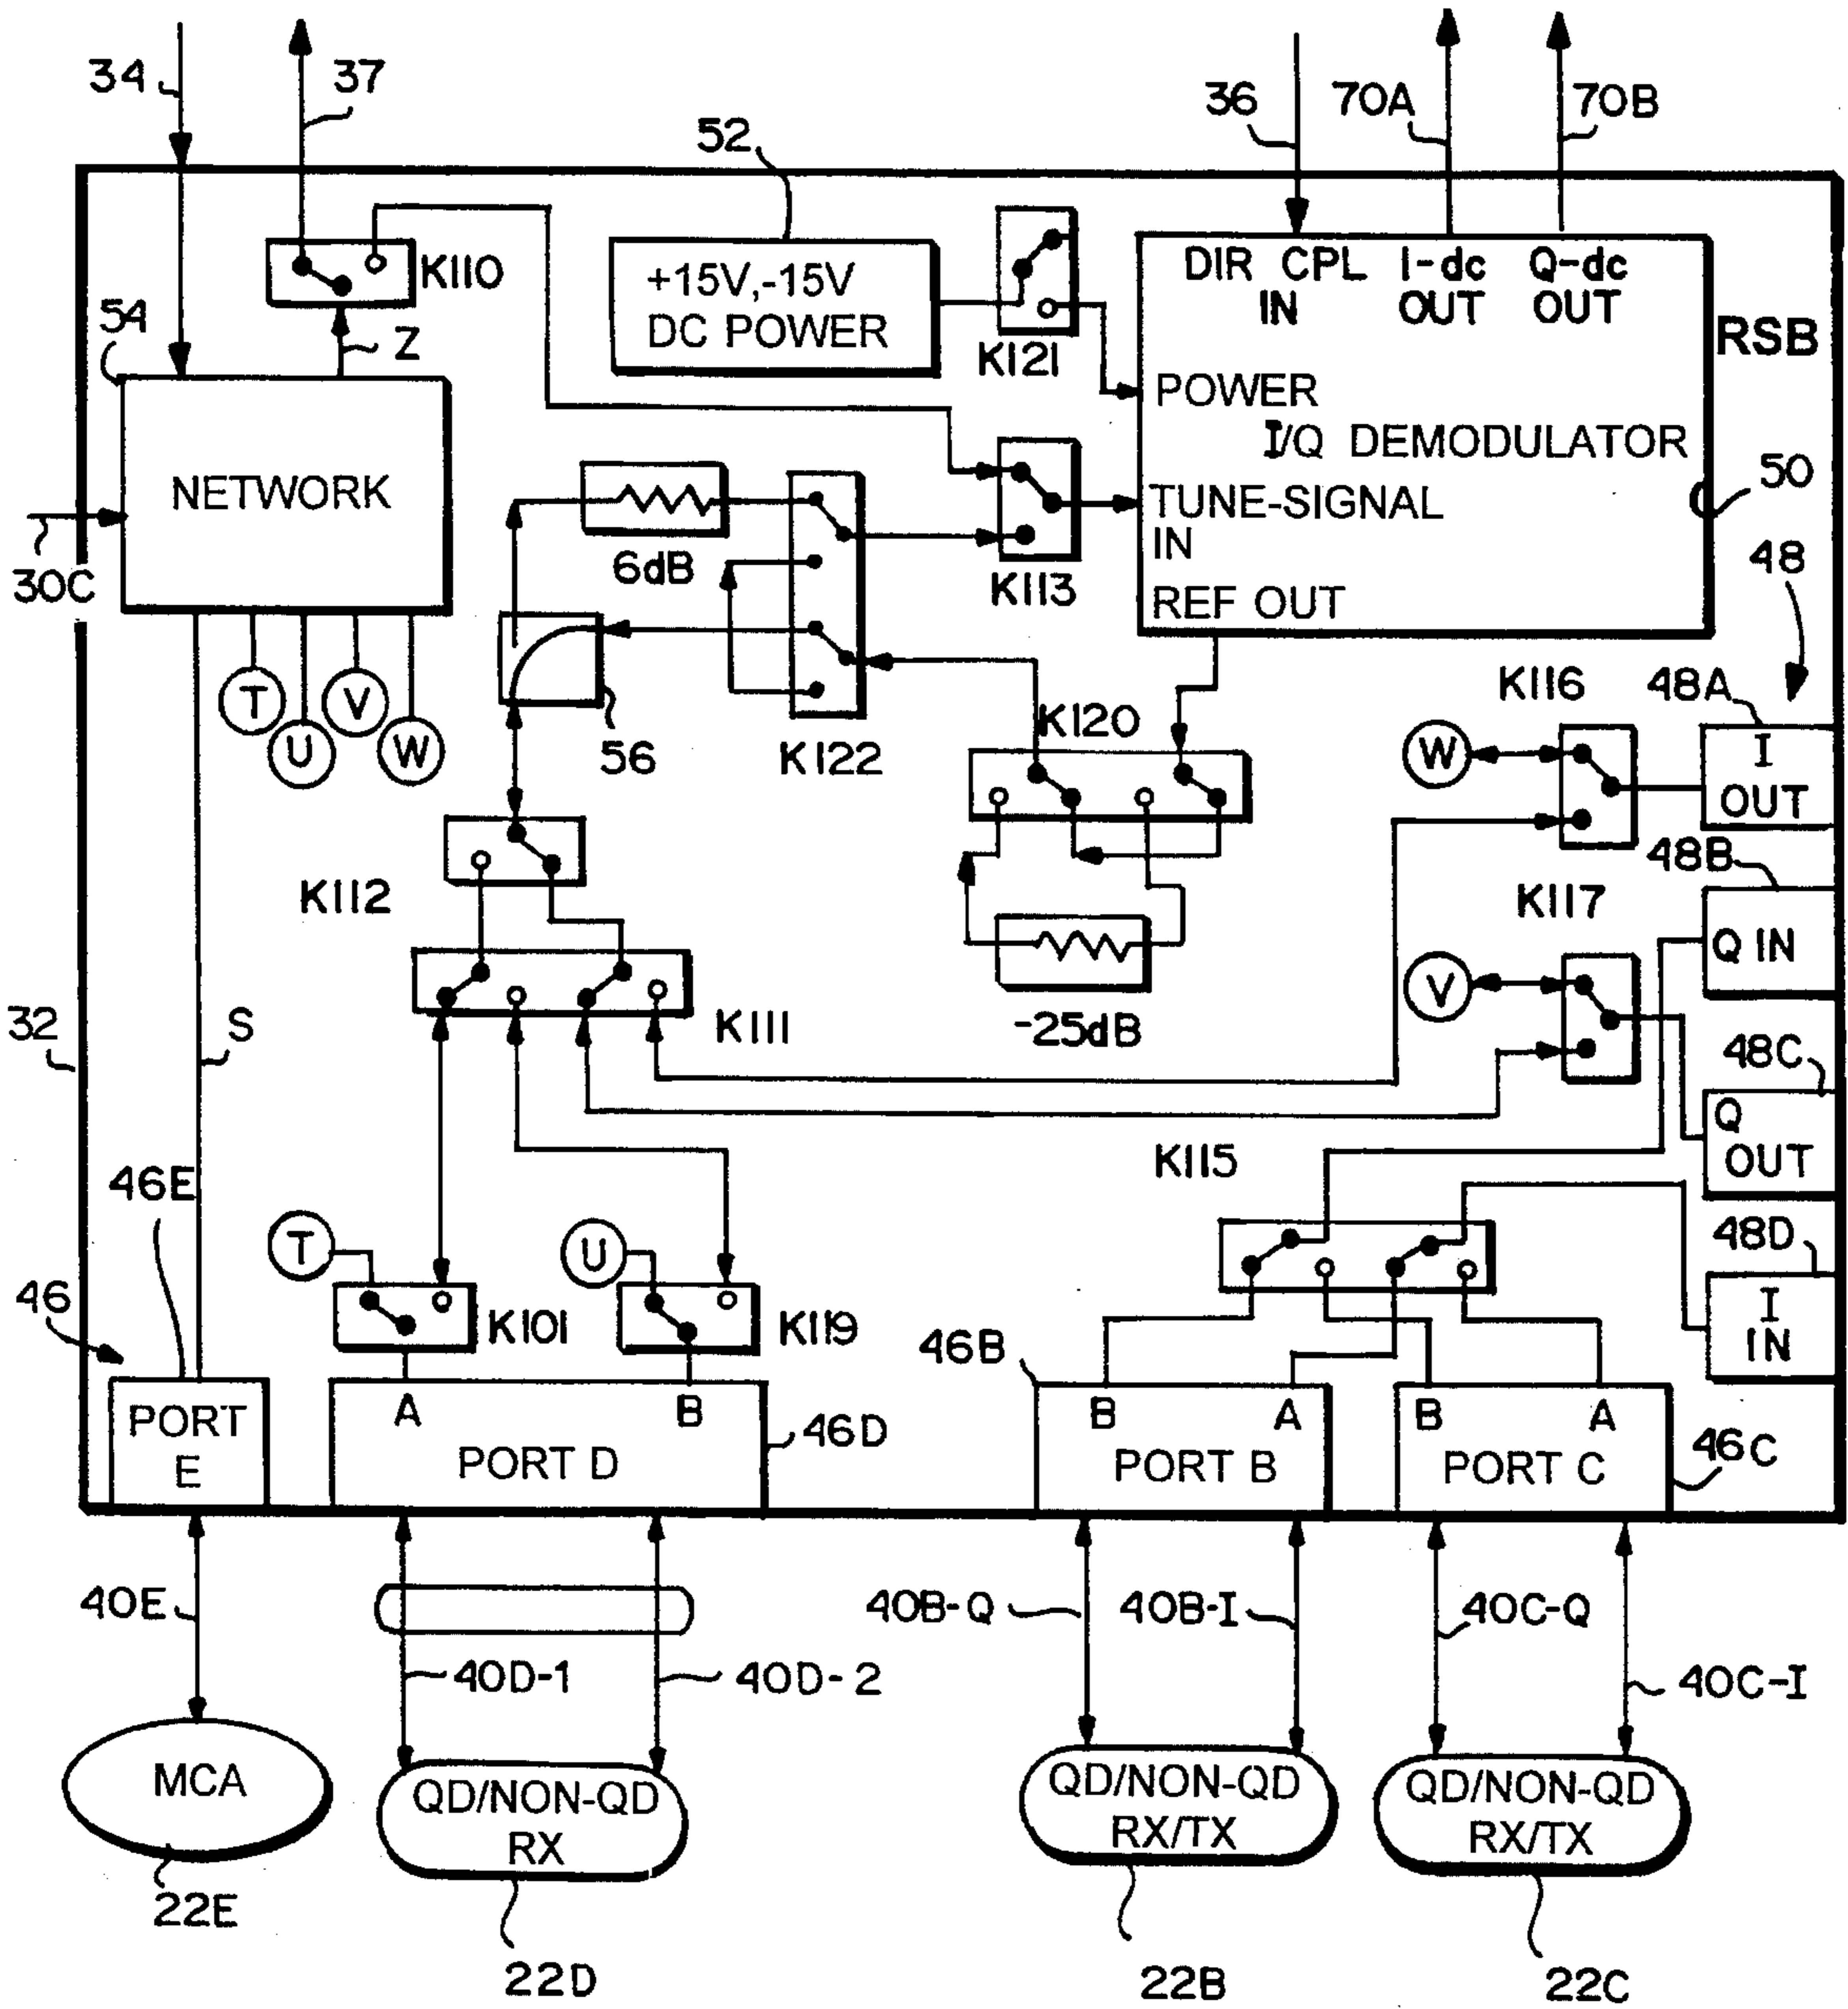 34
37
36
70A
70B
52
K110
+15V,-15V
DC POWER
K121
DIR CPL
IN
I-dc
OUT
Q-dc
OUT
RSB
54
Z
POWER
I/Q DEMODULATOR
NETWORK
TUNE-SIGNAL
IN
50
30C
6dB
K113
REF OUT
48
T
U
V
W
56
K122
K120
K116
48A
W
I
OUT
K112
48B
K117
Q IN
V
32
S
K111
-25dB
48C
Q
OUT
46E
K115
T
U
48D
46
K101
K119
46B
I
IN
PORT
E
A
B
PORT D
46D
B
A
PORT B
B
A
PORT C
46C
40E
40D-1
40D-2
40B-Q
40B-I
40C-Q
40C-I
MCA
QD/NON-QD
RX
QD/NON-QD
RX/TX
QD/NON-QD
RX/TX
22E
22D
22B
22C